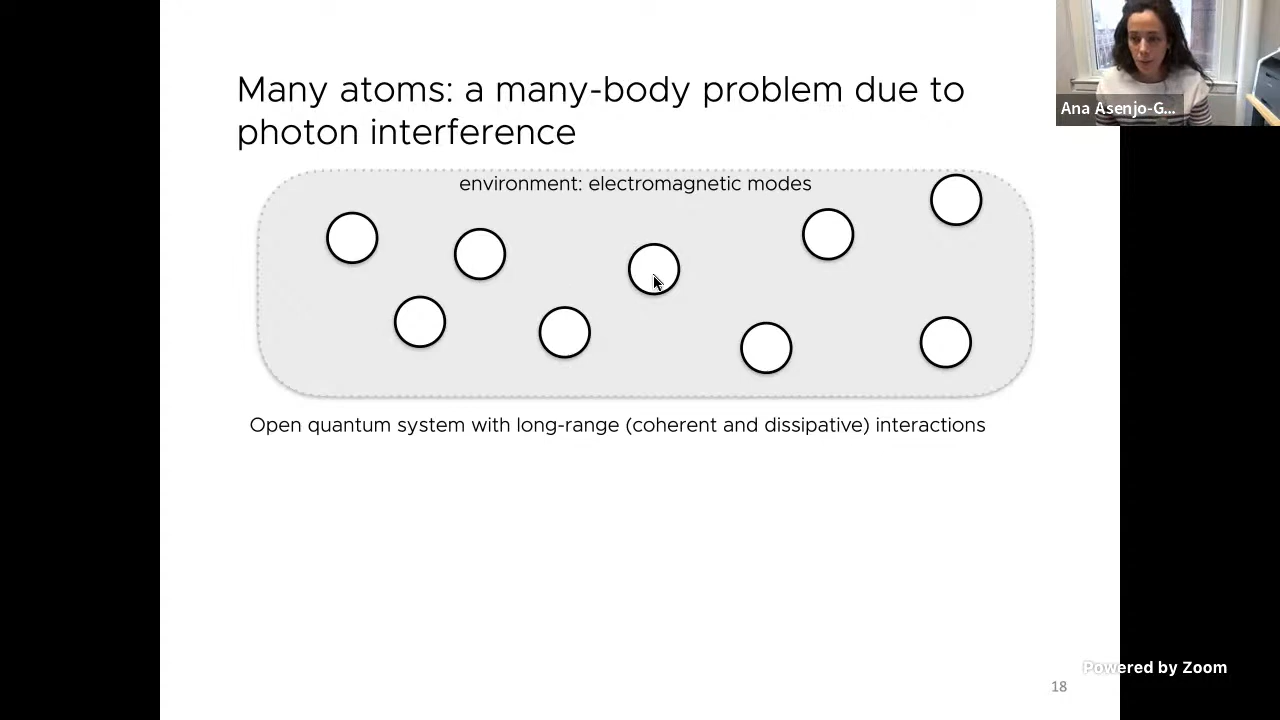 Many atoms: a many-body problem due to
photon interference
environment: electromagnetic modes
Open quantum system with long-range (coherent and dissipative) interactions
Ana Asenjo-G...
Powered by Zoom
18